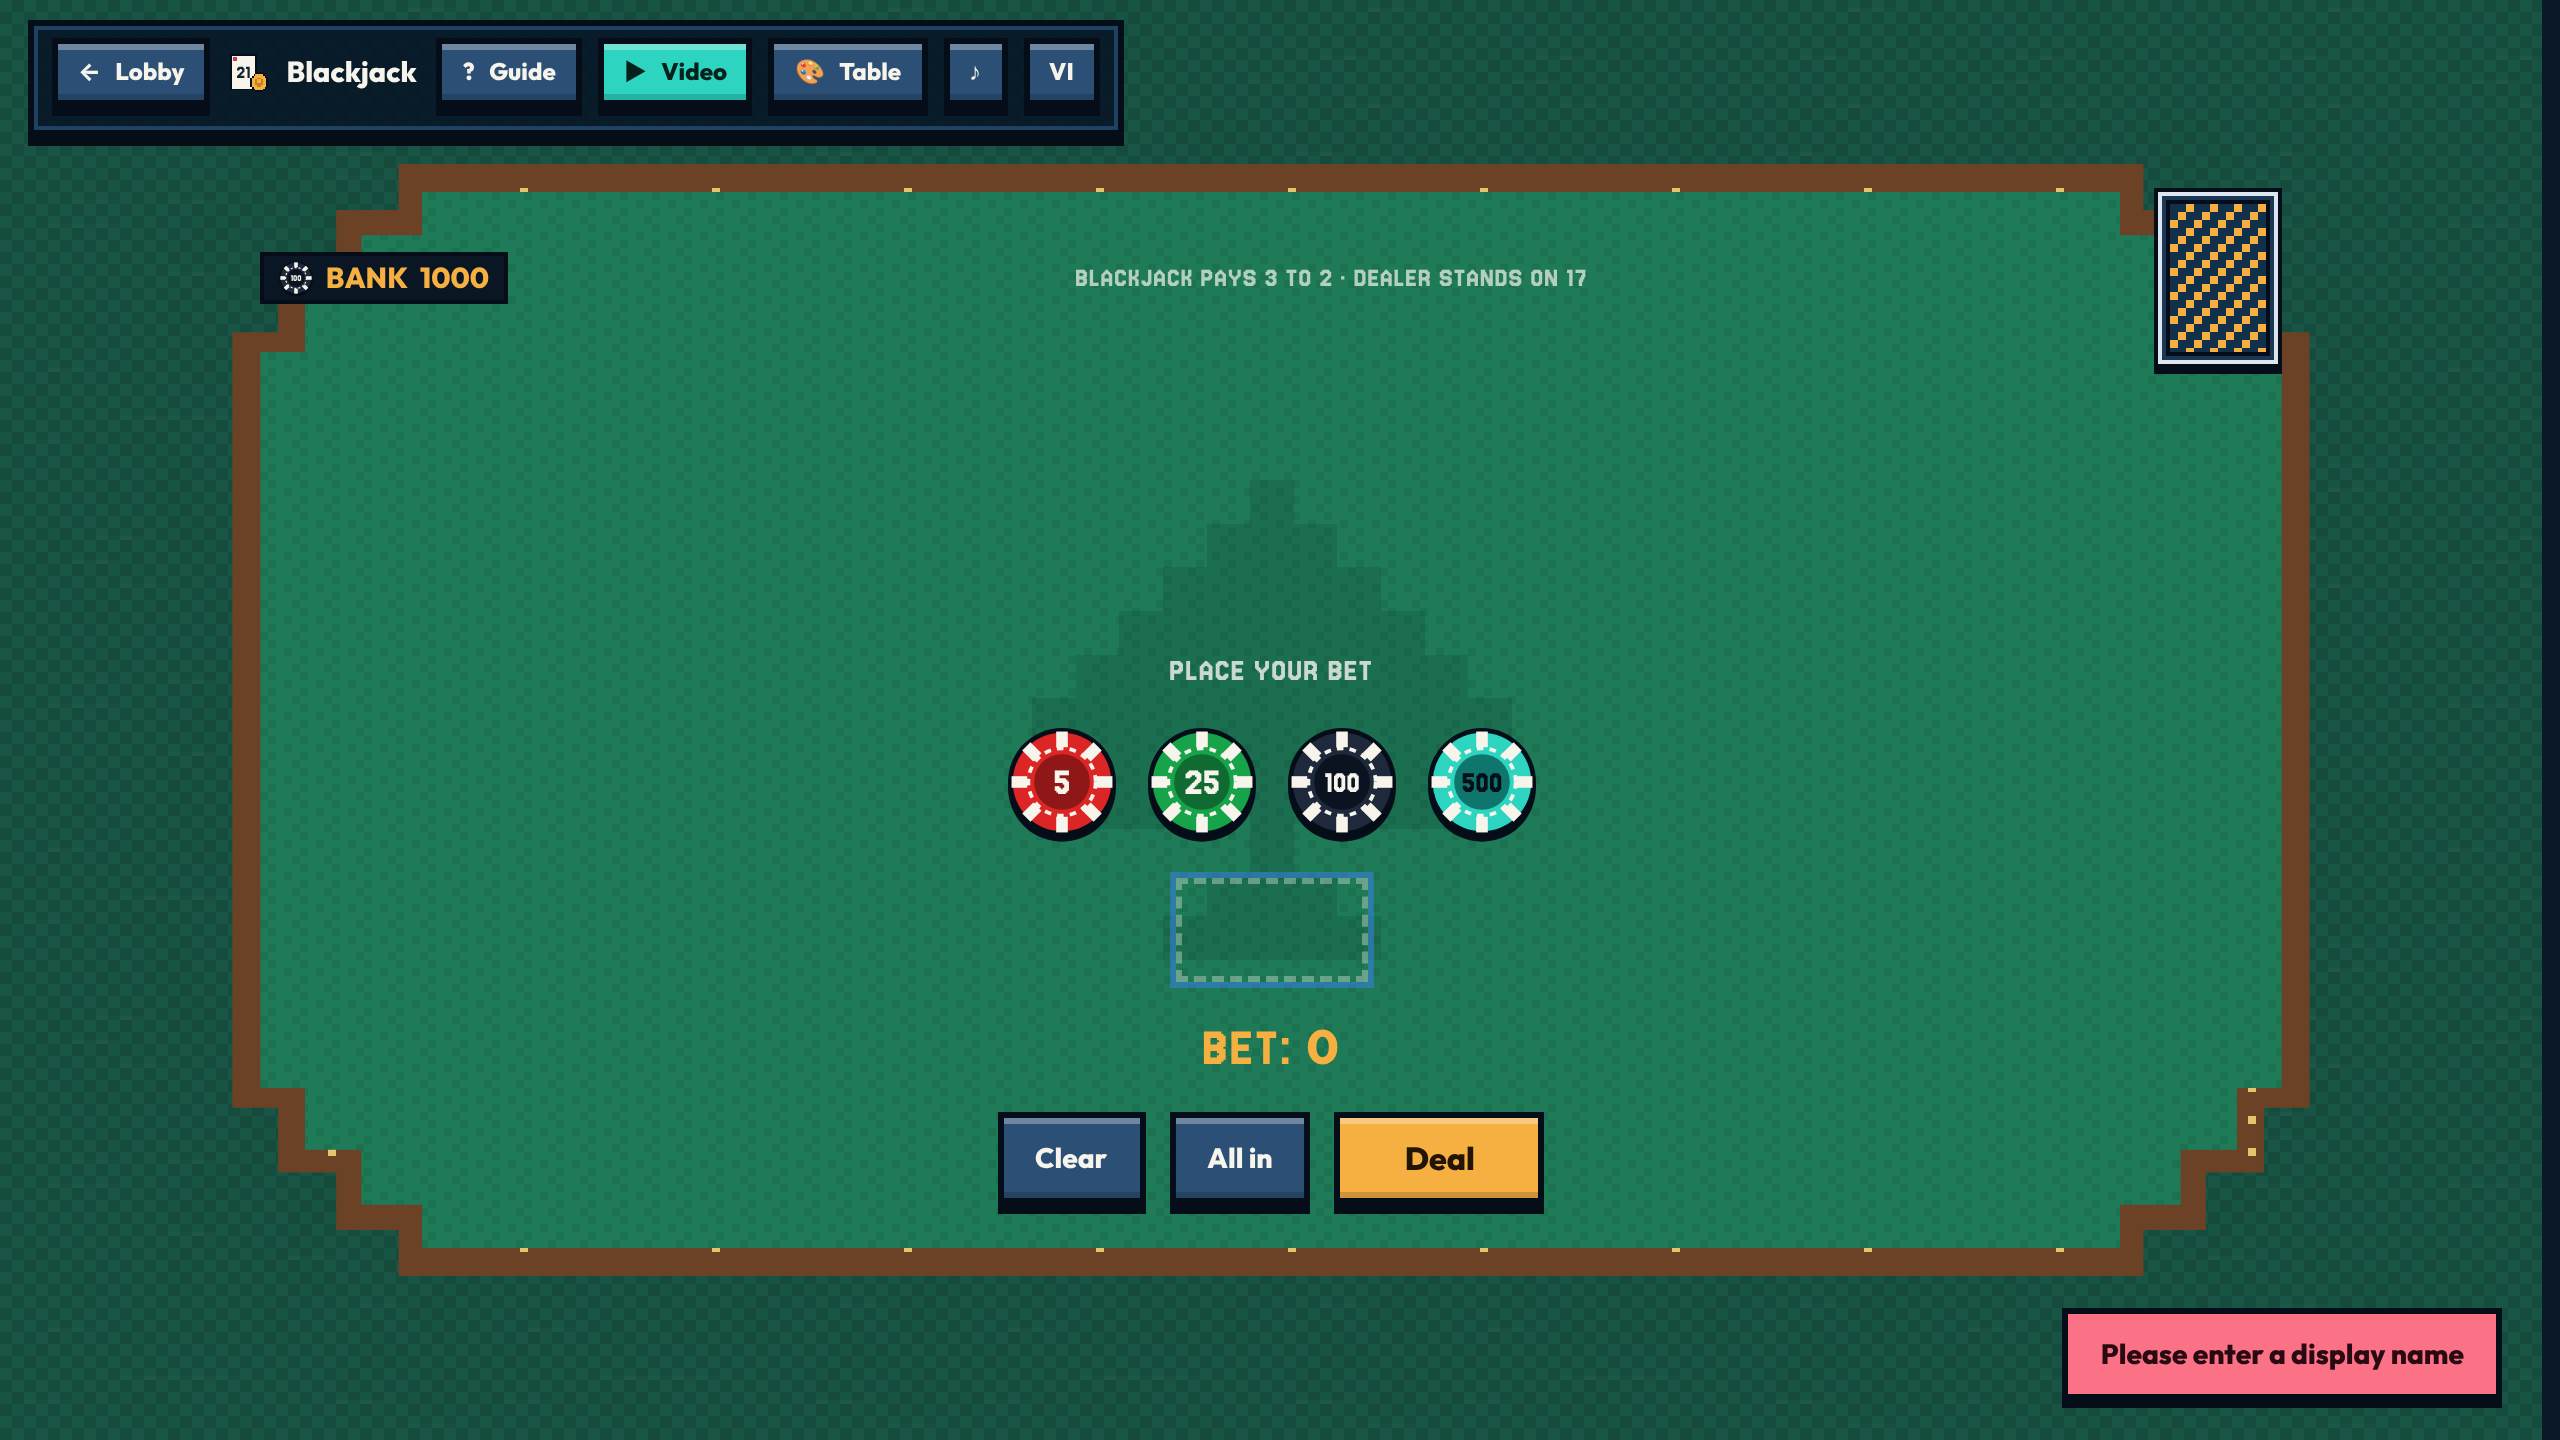 ← Lobby 21 Blackjack ? Guide ▶ Video Table ♪ VI
100 BANK 1000
BLACKJACK PAYS 3 TO 2 · DEALER STANDS ON 17
PLACE YOUR BET
5 25 100 500
BET: 0
Clear All in Deal
Please enter a display name